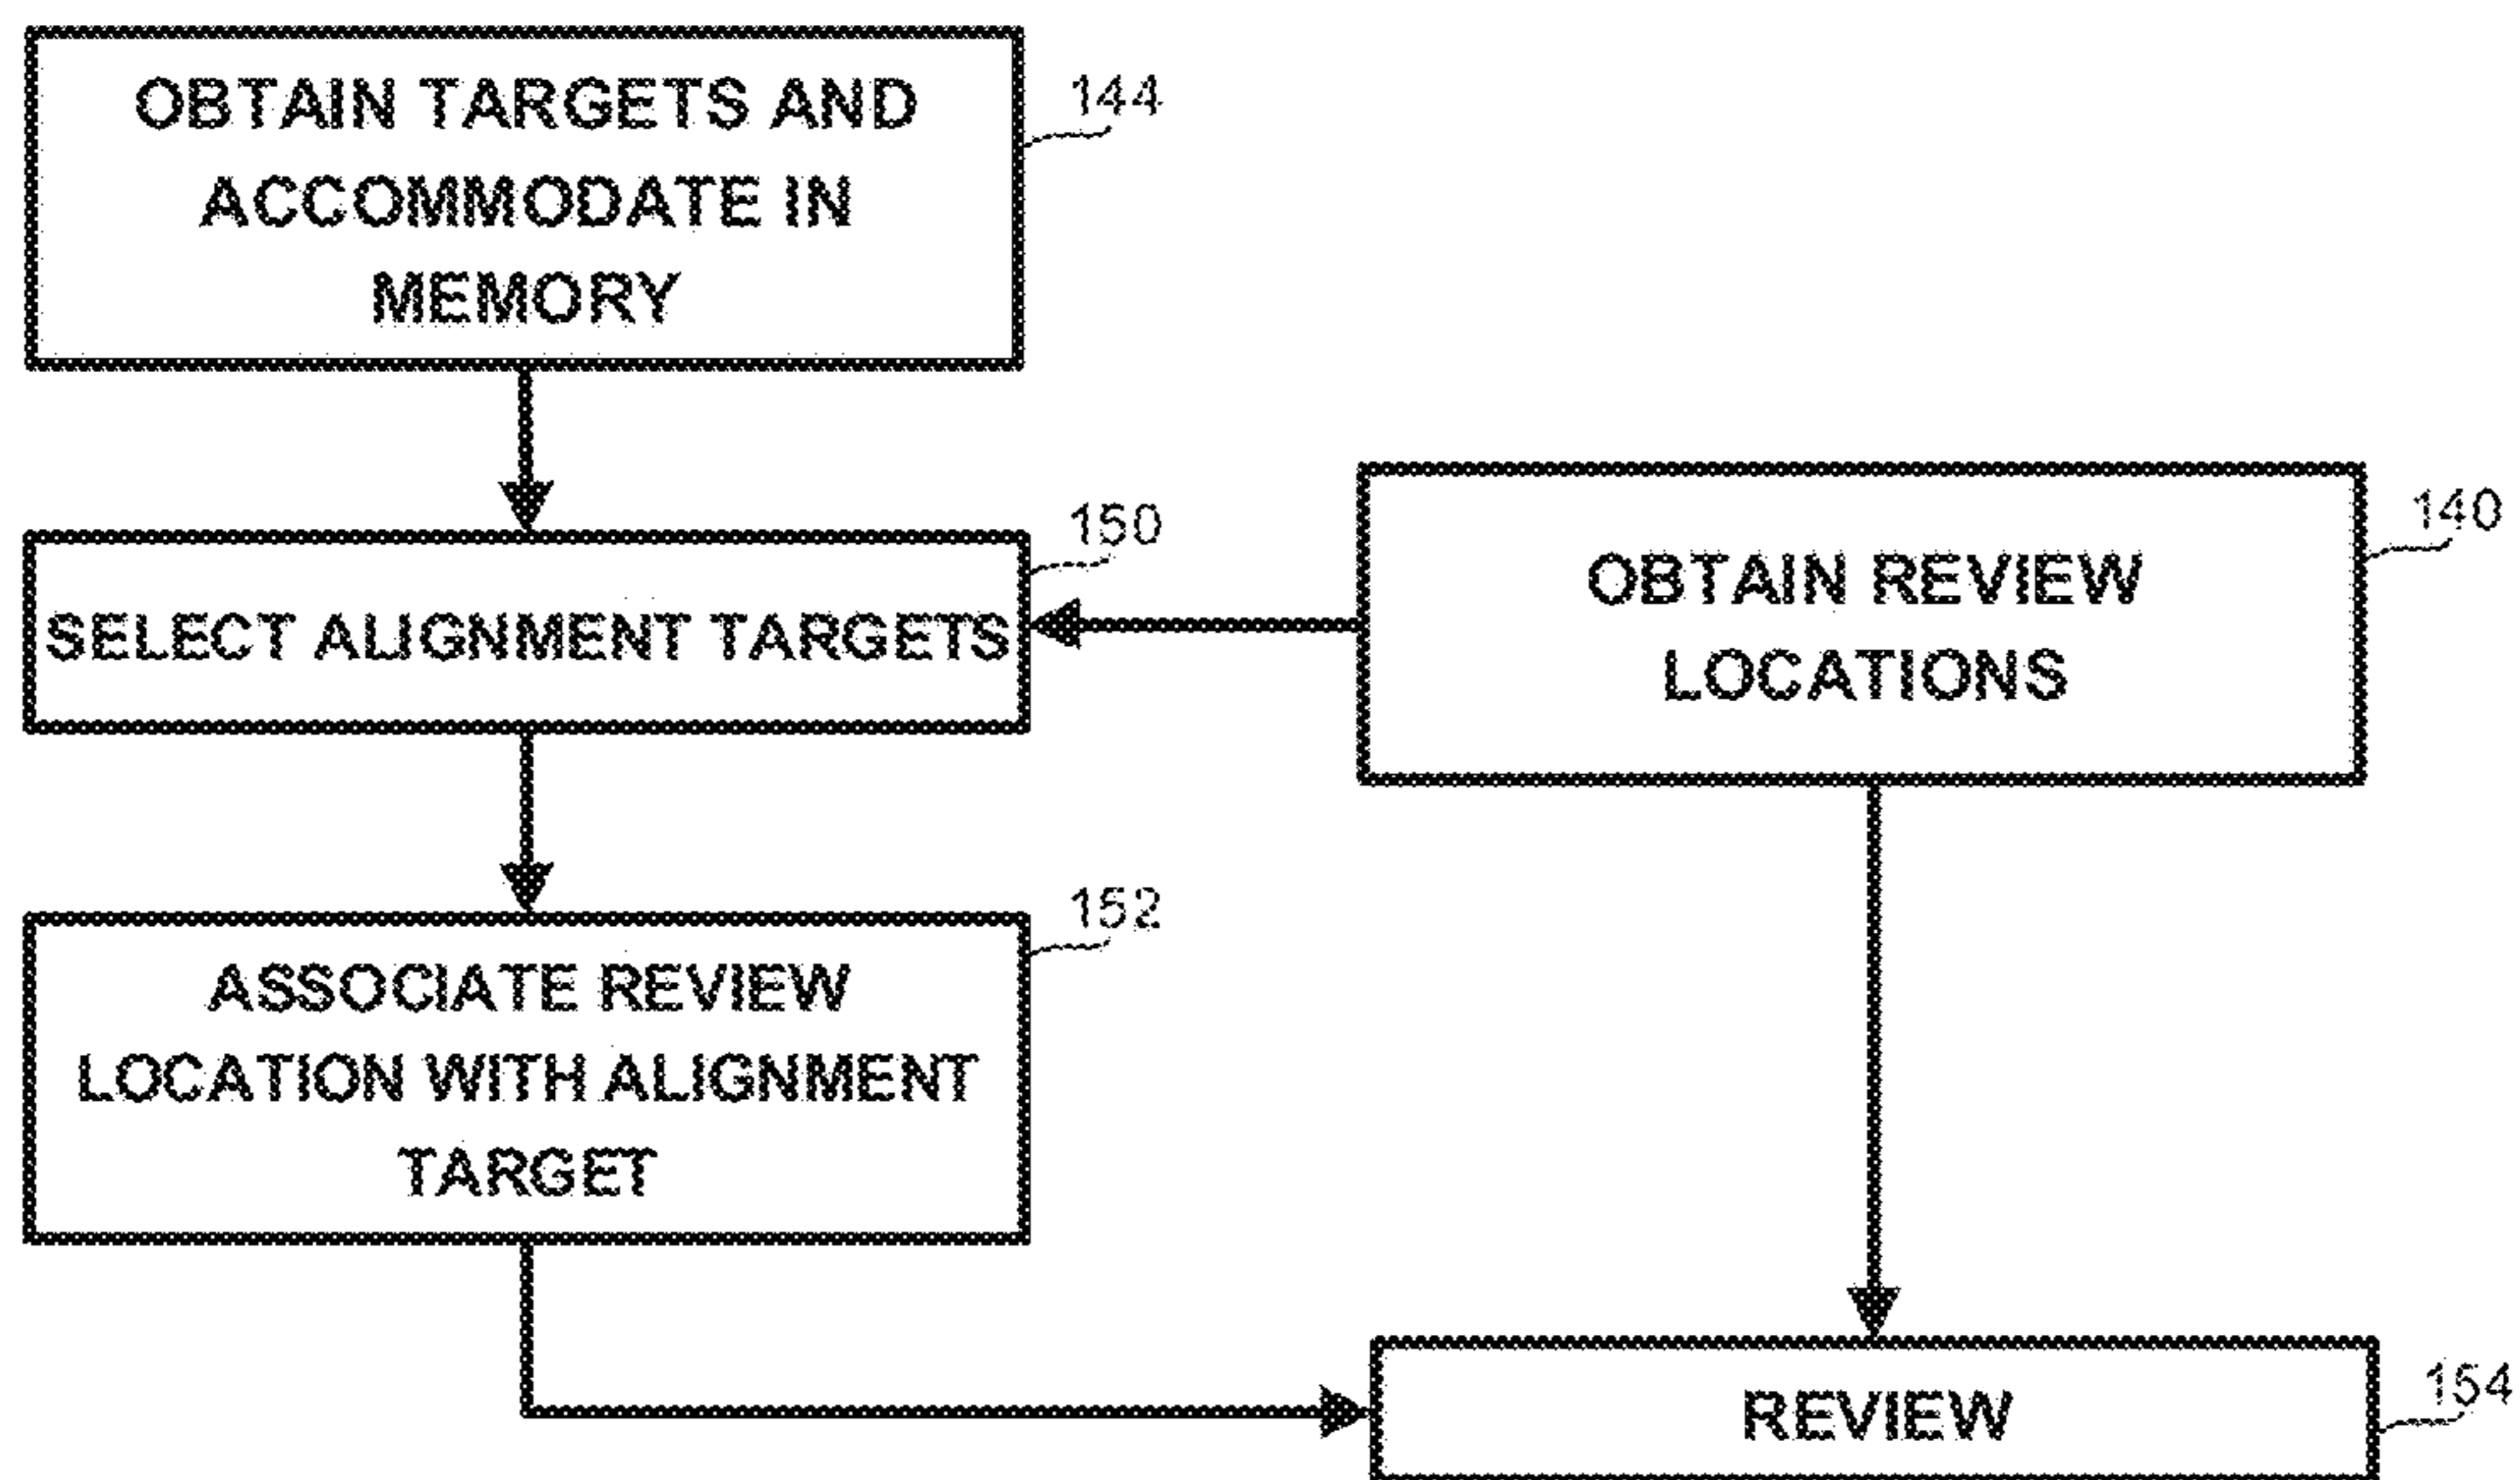 OBTAIN TARGETS AND
ACCOMMODATE IN
MEMORY
144
150
SELECT ALIGNMENT TARGETS
140
OBTAIN REVIEW
LOCATIONS
152
ASSOCIATE REVIEW
LOCATION WITH ALIGNMENT
TARGET
154
REVIEW